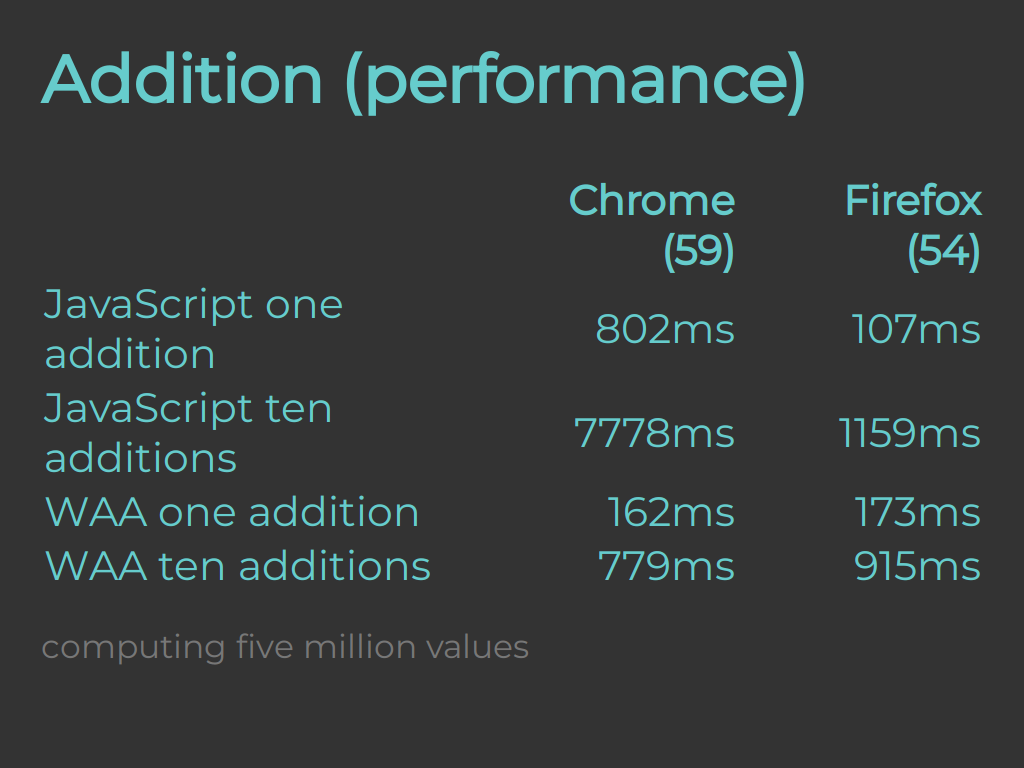 Addition (performance)
Chrome Firefox
(59) (54)
JavaScript one
addition 802ms 107ms
JavaScript ten
additions 7778ms 1159ms
WAA one addition 162ms 173ms
WAA ten additions 779ms 915ms
computing five million values